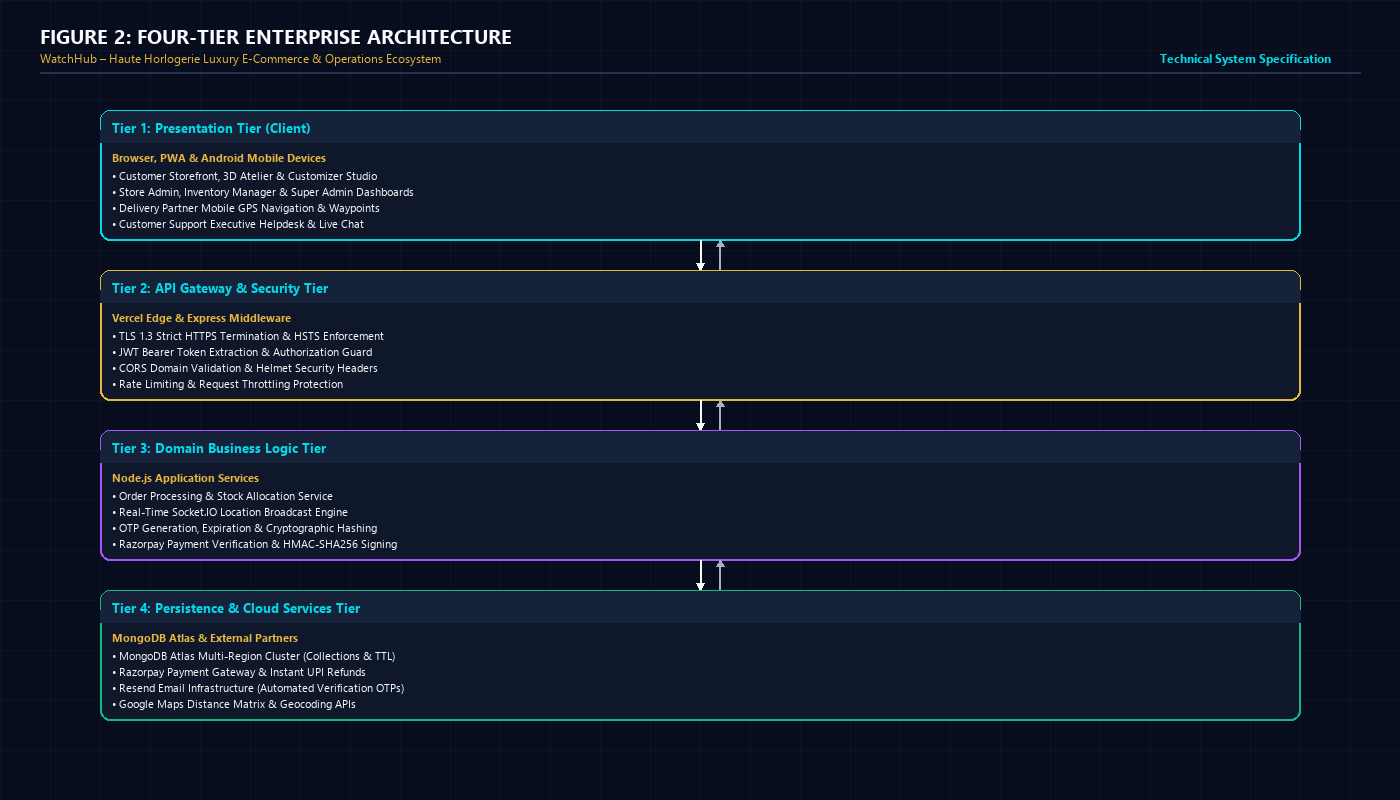 FIGURE 2: FOUR-TIER ENTERPRISE ARCHITECTURE
WatchHub – Haute Horlogerie Luxury E-Commerce & Operations Ecosystem
Technical System Specification
Tier 1: Presentation Tier (Client)
Browser, PWA & Android Mobile Devices
• Customer Storefront, 3D Atelier & Customizer Studio
• Store Admin, Inventory Manager & Super Admin Dashboards
• Delivery Partner Mobile GPS Navigation & Waypoints
• Customer Support Executive Helpdesk & Live Chat
Tier 2: API Gateway & Security Tier
Vercel Edge & Express Middleware
• TLS 1.3 Strict HTTPS Termination & HSTS Enforcement
• JWT Bearer Token Extraction & Authorization Guard
• CORS Domain Validation & Helmet Security Headers
• Rate Limiting & Request Throttling Protection
Tier 3: Domain Business Logic Tier
Node.js Application Services
• Order Processing & Stock Allocation Service
• Real-Time Socket.IO Location Broadcast Engine
• OTP Generation, Expiration & Cryptographic Hashing
• Razorpay Payment Verification & HMAC-SHA256 Signing
Tier 4: Persistence & Cloud Services Tier
MongoDB Atlas & External Partners
• MongoDB Atlas Multi-Region Cluster (Collections & TTL)
• Razorpay Payment Gateway & Instant UPI Refunds
• Resend Email Infrastructure (Automated Verification OTPs)
• Google Maps Distance Matrix & Geocoding APIs